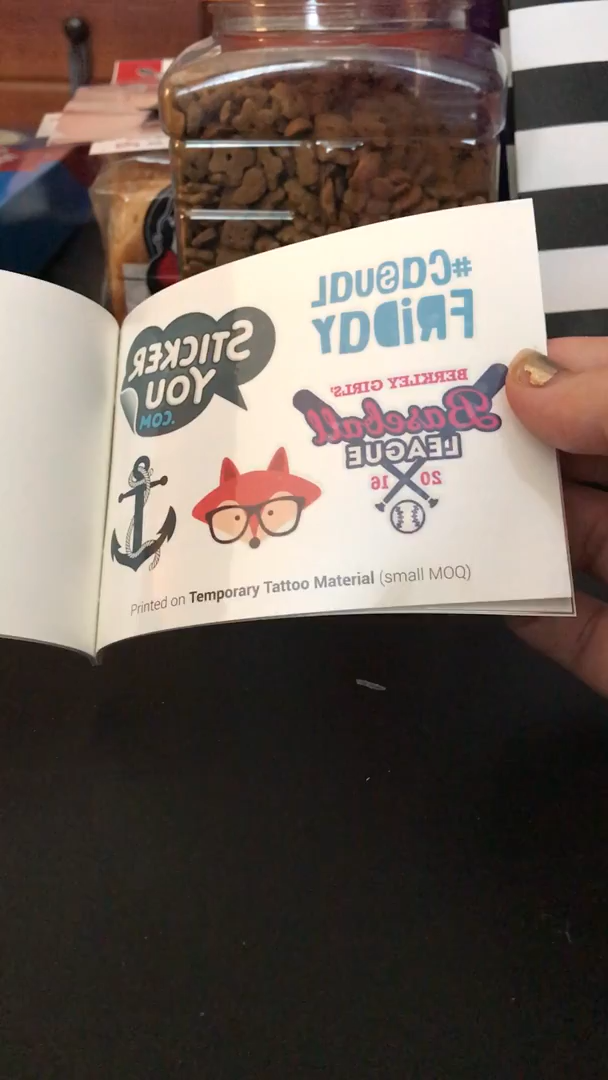 STICKER
YOU
.COM
#CASUAL
FRiDAY
BERKLEY GIRLS'
Baseball
LEAGUE
20 16
Printed on Temporary Tattoo Material (small MOQ)